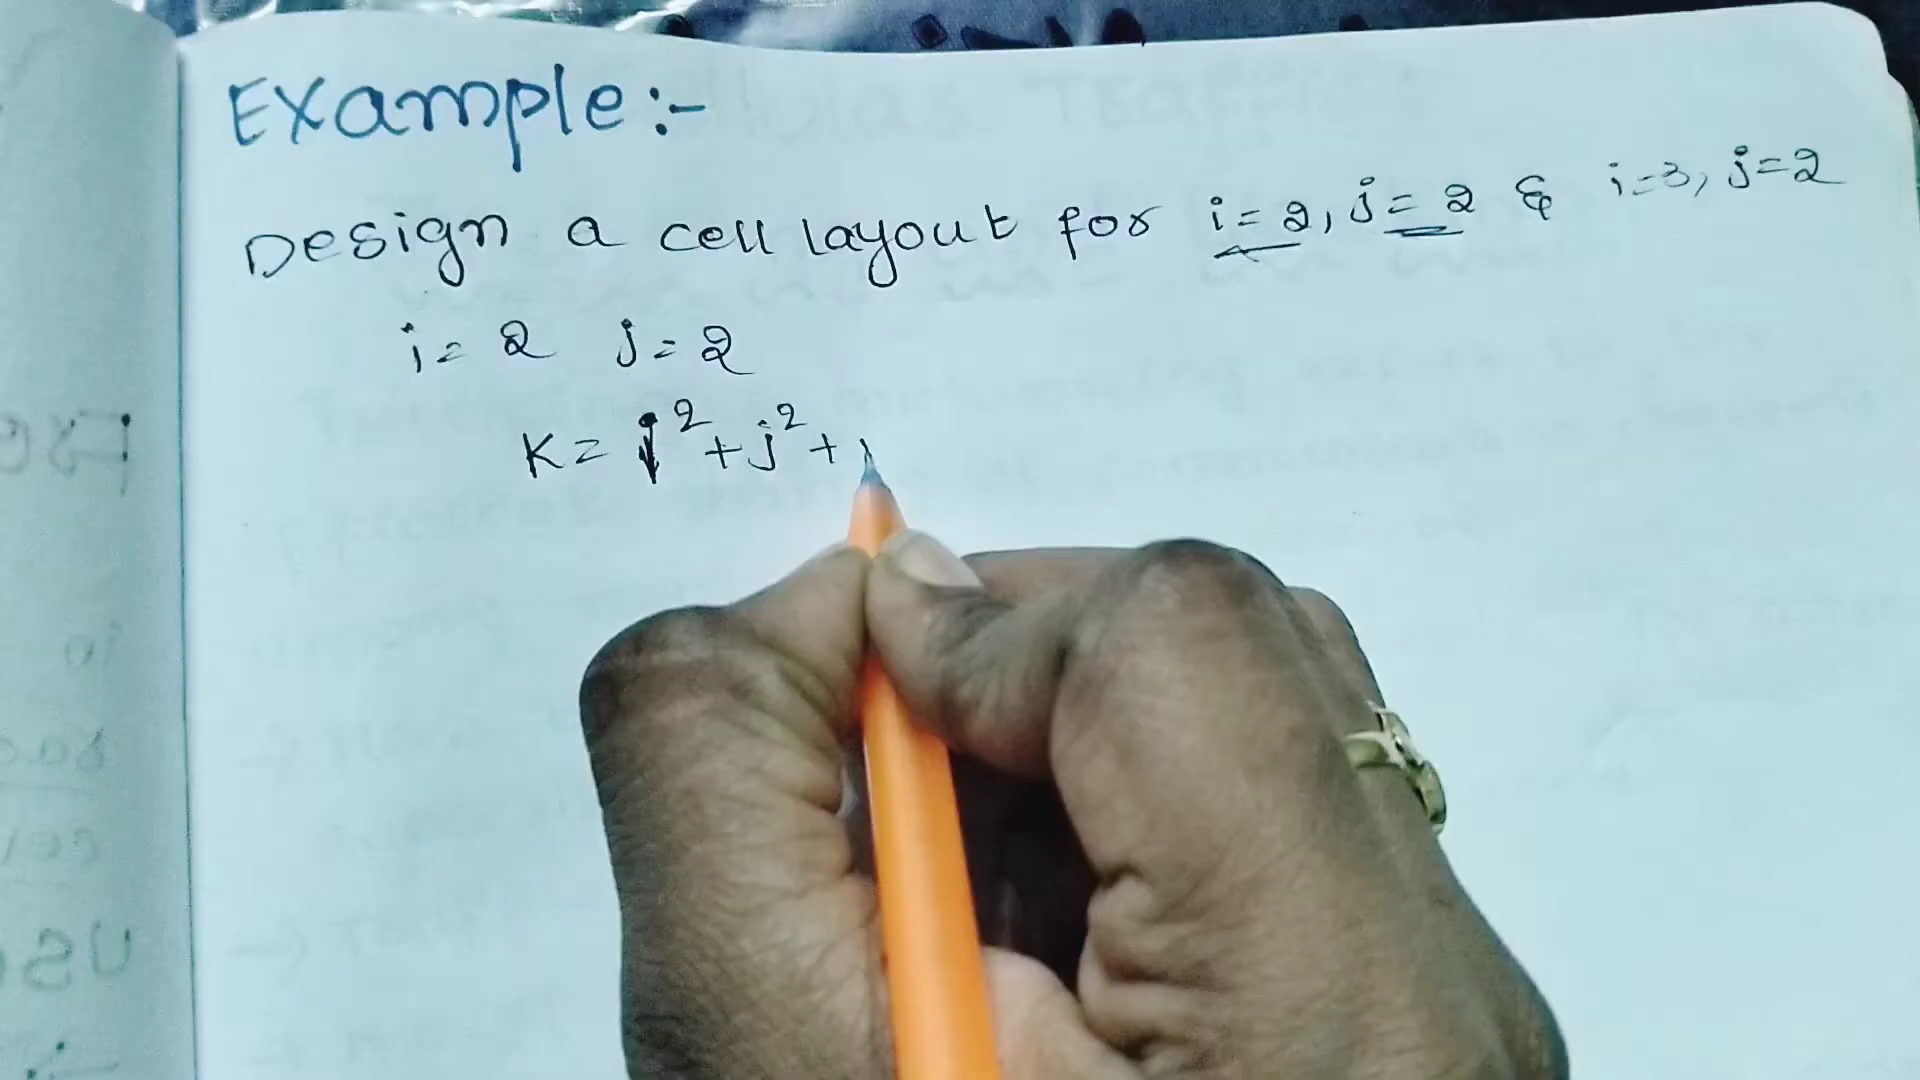 Example:-
Design a cell layout for i=2, j=2 & i=3, j=2
i=2 j=2
K= i²+j²+